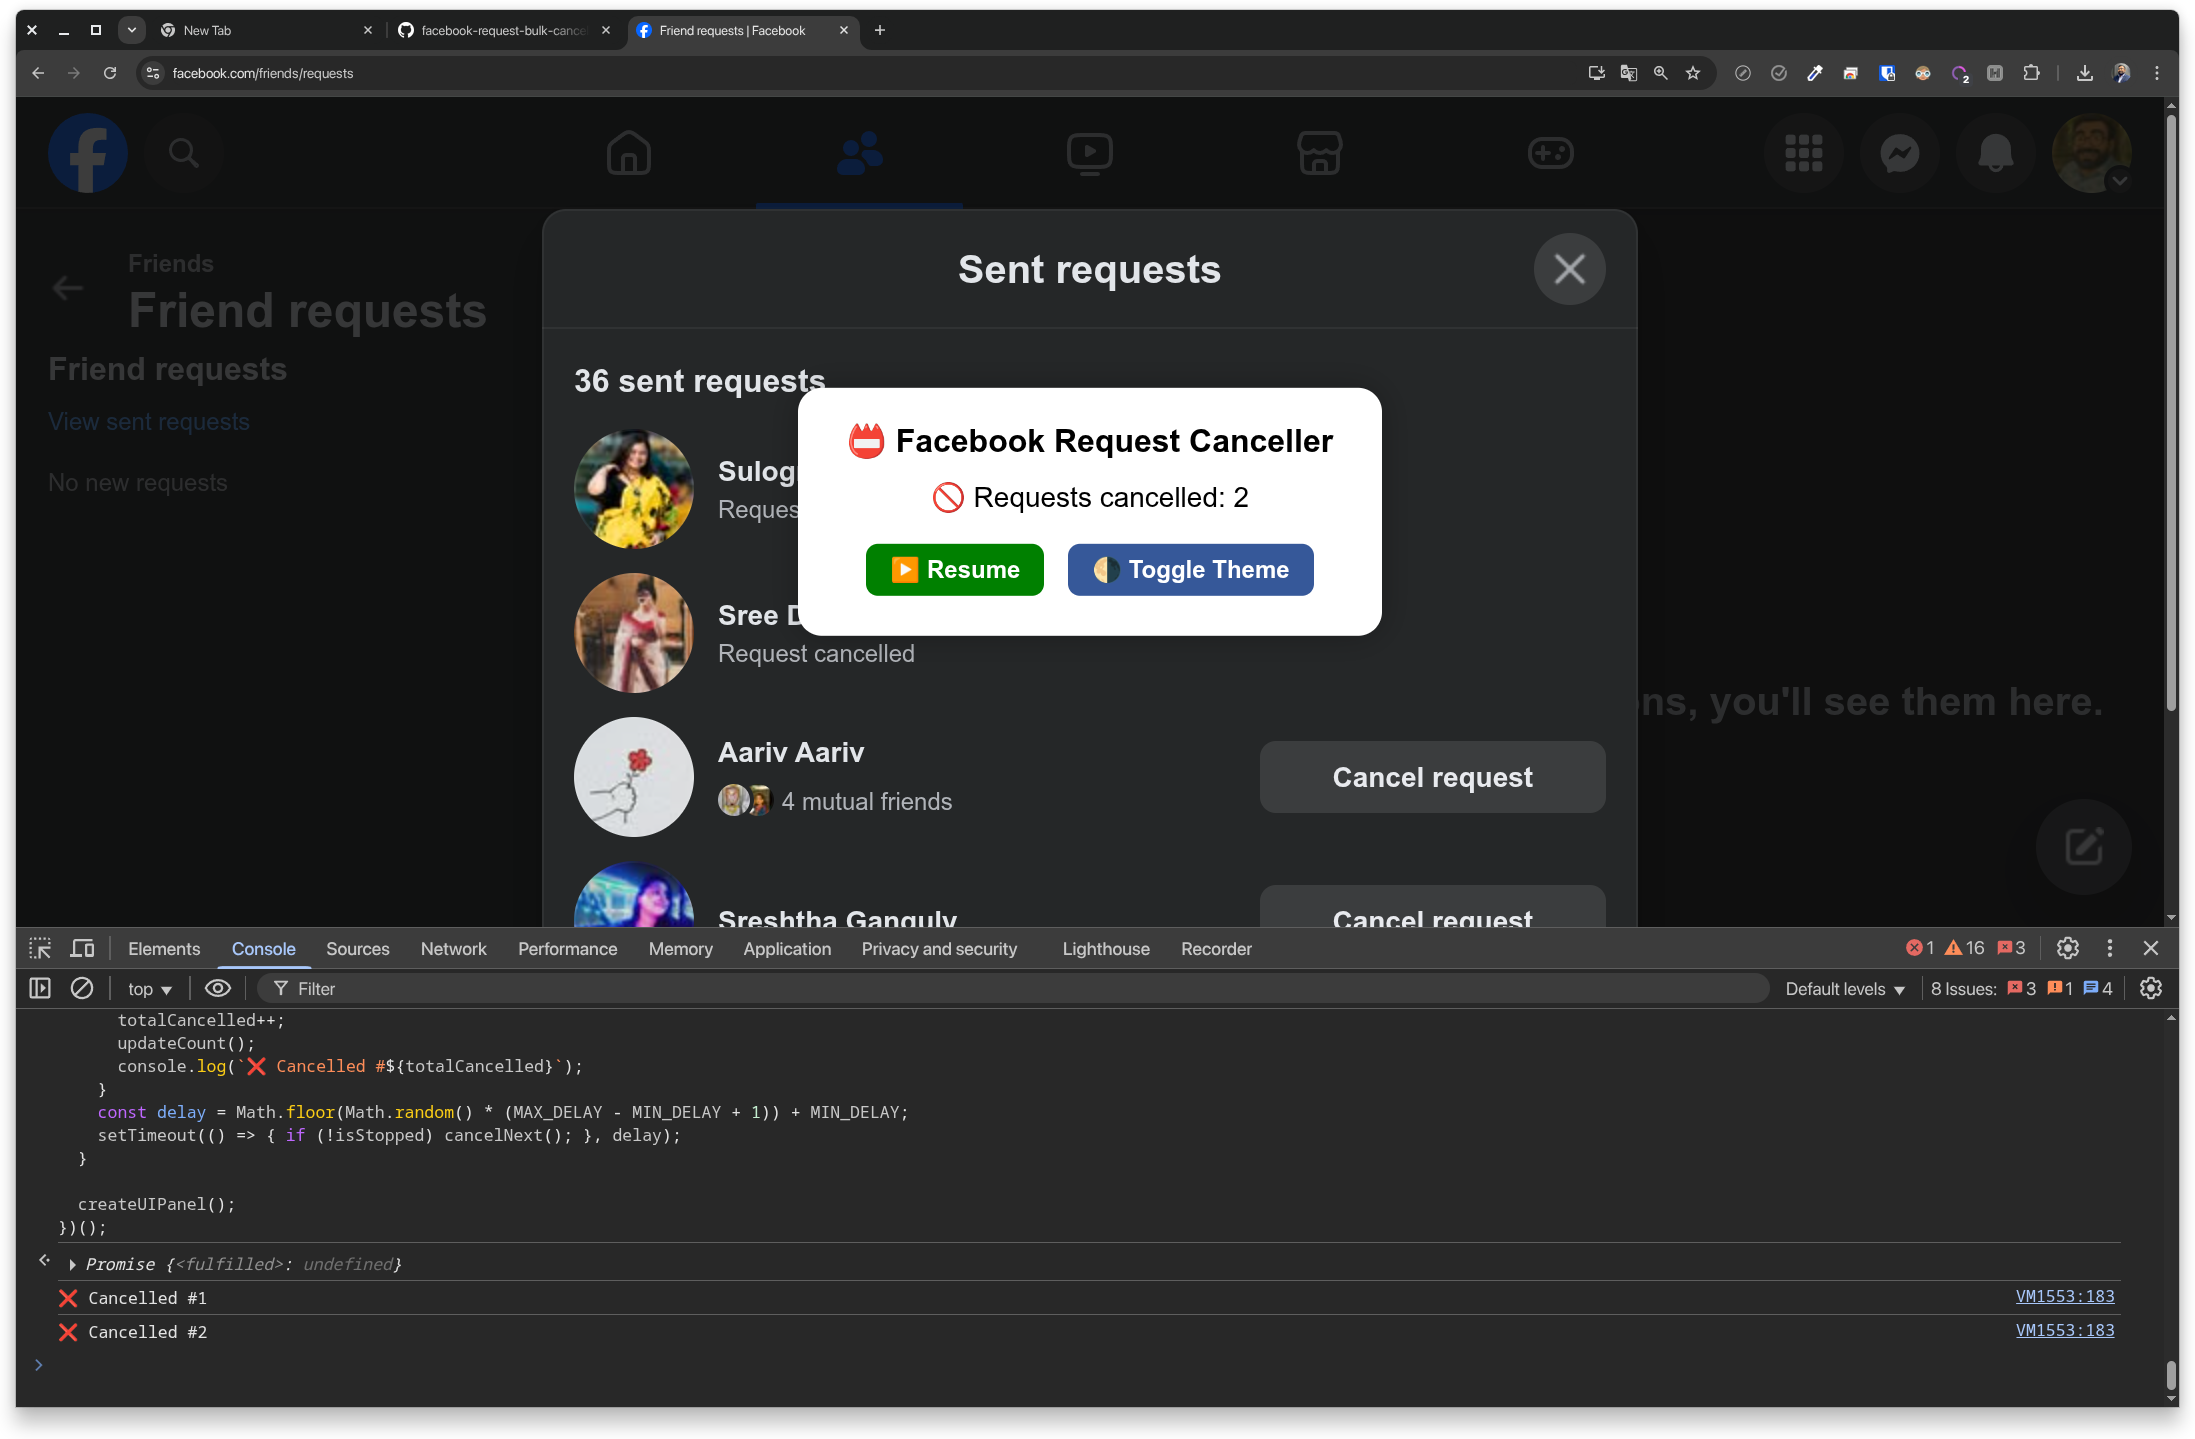 New Tab
facebook-request-bulk-cance
Friend requests | Facebook
facebook.com/friends/requests
2
Friends
Friend requests
Friend requests
View sent requests
No new requests
Sent requests
36 sent requests
Facebook Request Canceller
Requests cancelled: 2
Resume
Toggle Theme
Sulog
Reques
Sree D
Request cancelled
Aariv Aariv
4 mutual friends
Cancel request
ns, you'll see them here.
Sreshtha Ganguly
Cancel request
Elements Console Sources Network Performance Memory Application Privacy and security Lighthouse Recorder 1 16 3
top Filter Default levels 8 Issues: 3 1 4
totalCancelled++;
updateCount();
console.log(`❌ Cancelled #${totalCancelled}`);
}
const delay = Math.floor(Math.random() * (MAX_DELAY - MIN_DELAY + 1)) + MIN_DELAY;
setTimeout(() => { if (!isStopped) cancelNext(); }, delay);
}
createUIPanel();
})();
Promise {<fulfilled>: undefined}
❌ Cancelled #1 VM1553:183
❌ Cancelled #2 VM1553:183